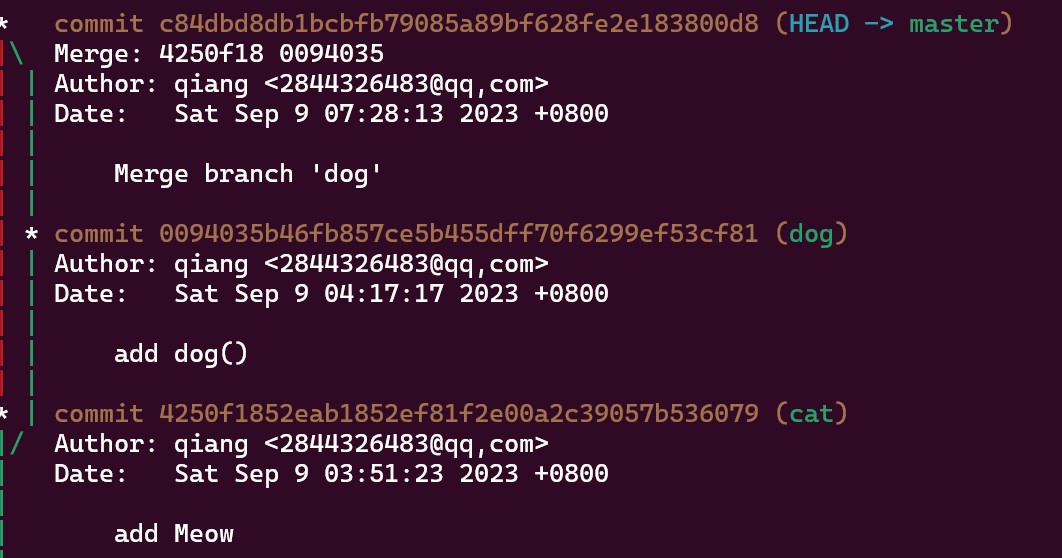 * commit c84dbd8db1bcbfb79085a89bf628fe2e183800d8 (HEAD -> master)
|\ Merge: 4250f18 0094035
| | Author: qiang <2844326483@qq,com>
| | Date:   Sat Sep 9 07:28:13 2023 +0800
| |
| |     Merge branch 'dog'
| |
| * commit 0094035b46fb857ce5b455dff70f6299ef53cf81 (dog)
| | Author: qiang <2844326483@qq,com>
| | Date:   Sat Sep 9 04:17:17 2023 +0800
| |
| |     add dog()
| |
* | commit 4250f1852eab1852ef81f2e00a2c39057b536079 (cat)
|/ Author: qiang <2844326483@qq,com>
|  Date:   Sat Sep 9 03:51:23 2023 +0800
|
|      add Meow